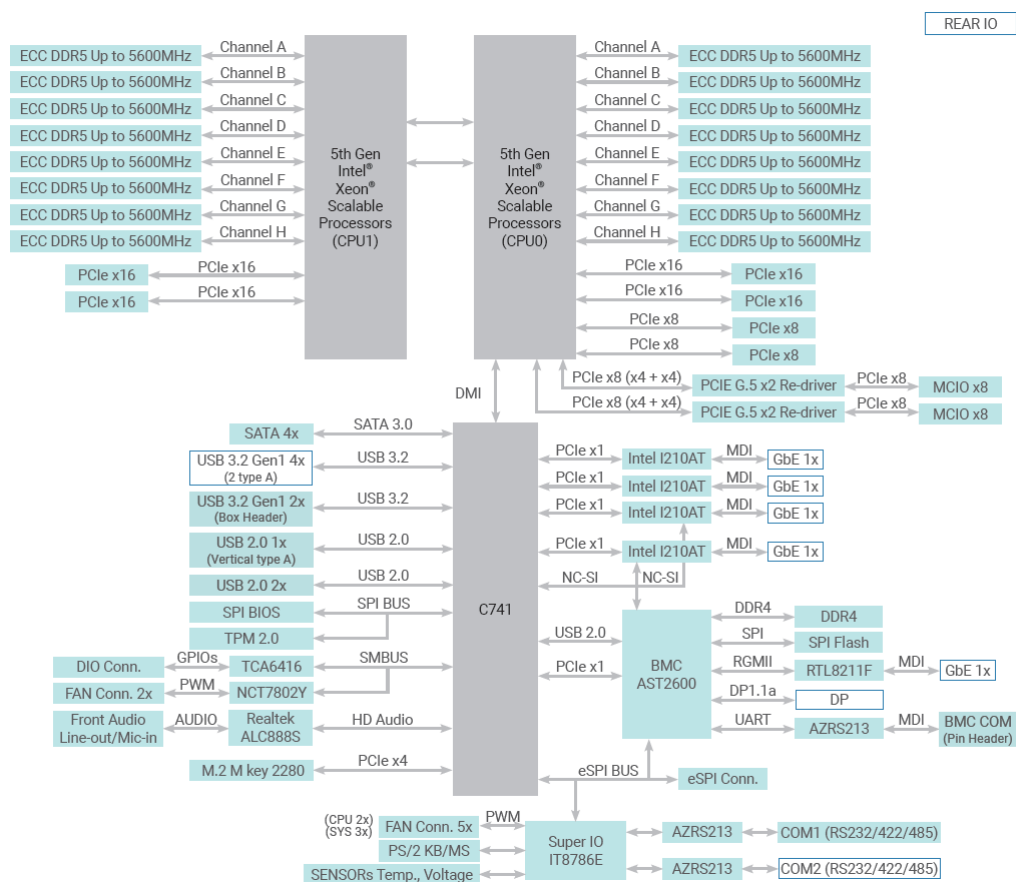 REAR IO
ECC DDR5 Up to 5600MHz
Channel A
ECC DDR5 Up to 5600MHz
Channel B
ECC DDR5 Up to 5600MHz
Channel C
ECC DDR5 Up to 5600MHz
Channel D
ECC DDR5 Up to 5600MHz
Channel E
ECC DDR5 Up to 5600MHz
Channel F
ECC DDR5 Up to 5600MHz
Channel G
ECC DDR5 Up to 5600MHz
Channel H
PCIe x16
PCIe x16
PCIe x16
PCIe x16
5th Gen
Intel®
Xeon®
Scalable
Processors
(CPU1)
5th Gen
Intel®
Xeon®
Scalable
Processors
(CPU0)
Channel A
ECC DDR5 Up to 5600MHz
Channel B
ECC DDR5 Up to 5600MHz
Channel C
ECC DDR5 Up to 5600MHz
Channel D
ECC DDR5 Up to 5600MHz
Channel E
ECC DDR5 Up to 5600MHz
Channel F
ECC DDR5 Up to 5600MHz
Channel G
ECC DDR5 Up to 5600MHz
Channel H
ECC DDR5 Up to 5600MHz
PCIe x16
PCIe x16
PCIe x16
PCIe x16
PCIe x8
PCIe x8
PCIe x8
PCIe x8
PCIe x8 (x4 + x4)
PCIE G.5 x2 Re-driver
PCIe x8
MCIO x8
PCIe x8 (x4 + x4)
PCIE G.5 x2 Re-driver
PCIe x8
MCIO x8
DMI
SATA 4x
SATA 3.0
USB 3.2 Gen1 4x
(2 type A)
USB 3.2
USB 3.2 Gen1 2x
(Box Header)
USB 3.2
USB 2.0 1x
(Vertical type A)
USB 2.0
USB 2.0 2x
USB 2.0
SPI BIOS
SPI BUS
TPM 2.0
DIO Conn.
GPIOs
TCA6416
SMBUS
FAN Conn. 2x
PWM
NCT7802Y
Front Audio
Line-out/Mic-in
AUDIO
Realtek
ALC888S
HD Audio
M.2 M key 2280
PCIe x4
C741
PCIe x1
Intel I210AT
MDI
GbE 1x
PCIe x1
Intel I210AT
MDI
GbE 1x
PCIe x1
Intel I210AT
MDI
GbE 1x
PCIe x1
Intel I210AT
MDI
GbE 1x
NC-SI
NC-SI
USB 2.0
PCIe x1
BMC
AST2600
DDR4
DDR4
SPI
SPI Flash
RGMII
RTL8211F
MDI
GbE 1x
DP1.1a
DP
UART
AZRS213
MDI
BMC COM
(Pin Header)
eSPI BUS
eSPI Conn.
(CPU 2x)
(SYS 3x)
FAN Conn. 5x
PWM
PS/2 KB/MS
SENSORs Temp., Voltage
Super IO
IT8786E
AZRS213
COM1 (RS232/422/485)
AZRS213
COM2 (RS232/422/485)